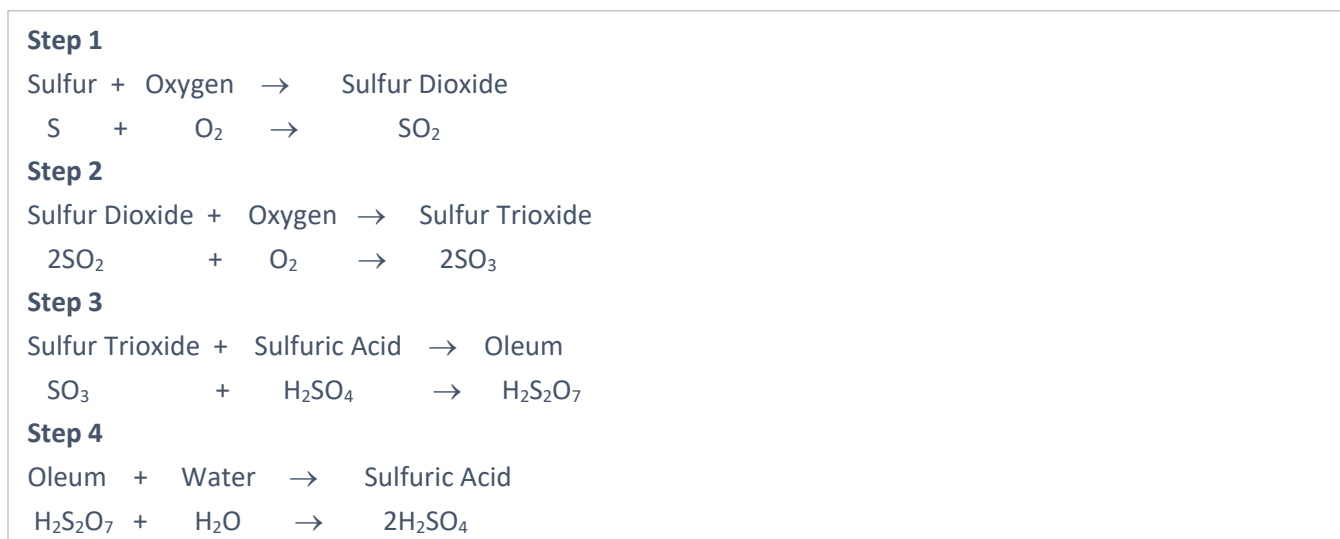 Step 1
Sulfur + Oxygen → Sulfur Dioxide
S + O₂ → SO₂
Step 2
Sulfur Dioxide + Oxygen → Sulfur Trioxide
2SO₂ + O₂ → 2SO₃
Step 3
Sulfur Trioxide + Sulfuric Acid → Oleum
SO₃ + H₂SO₄ → H₂S₂O₇
Step 4
Oleum + Water → Sulfuric Acid
H₂S₂O₇ + H₂O → 2H₂SO₄